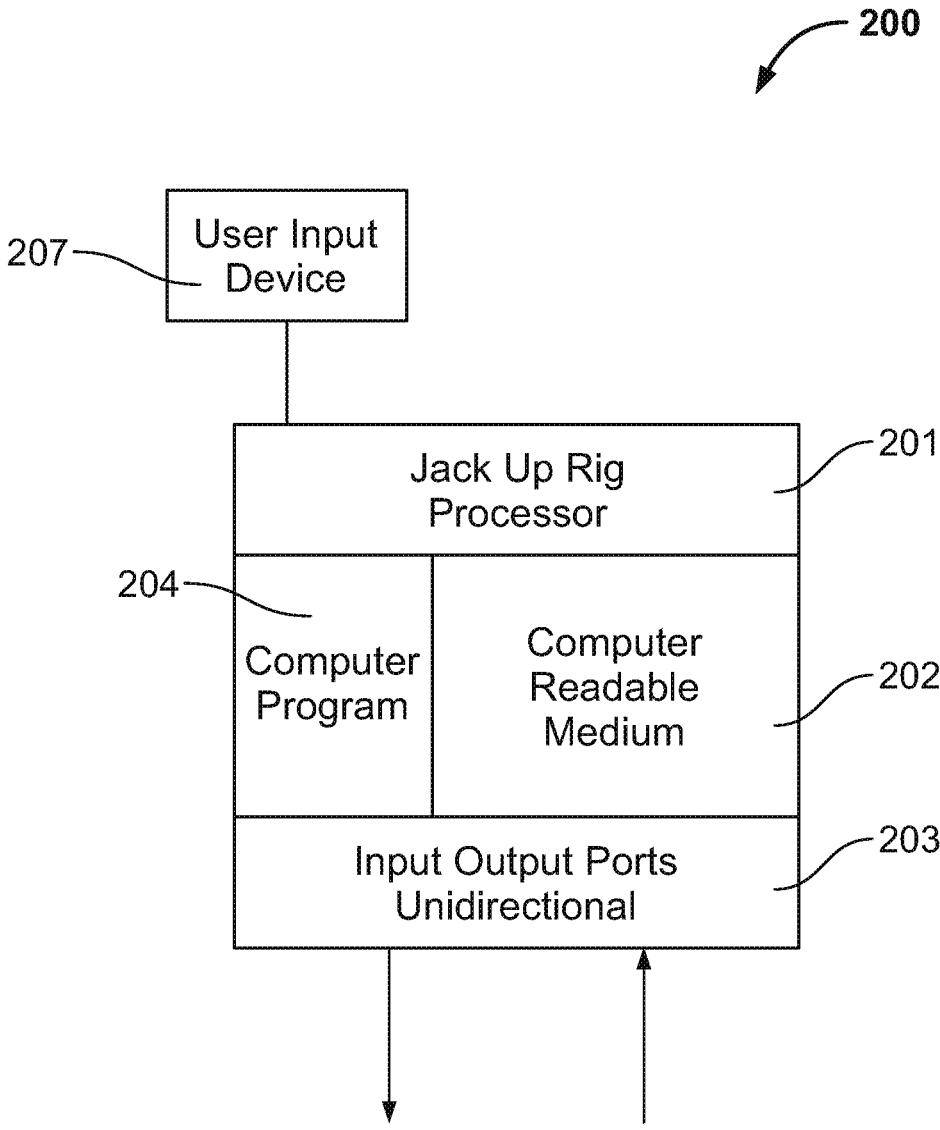 200
User Input
Device
207
Jack Up Rig
Processor
201
204
Computer
Program
Computer
Readable
Medium
202
Input Output Ports
Unidirectional
203